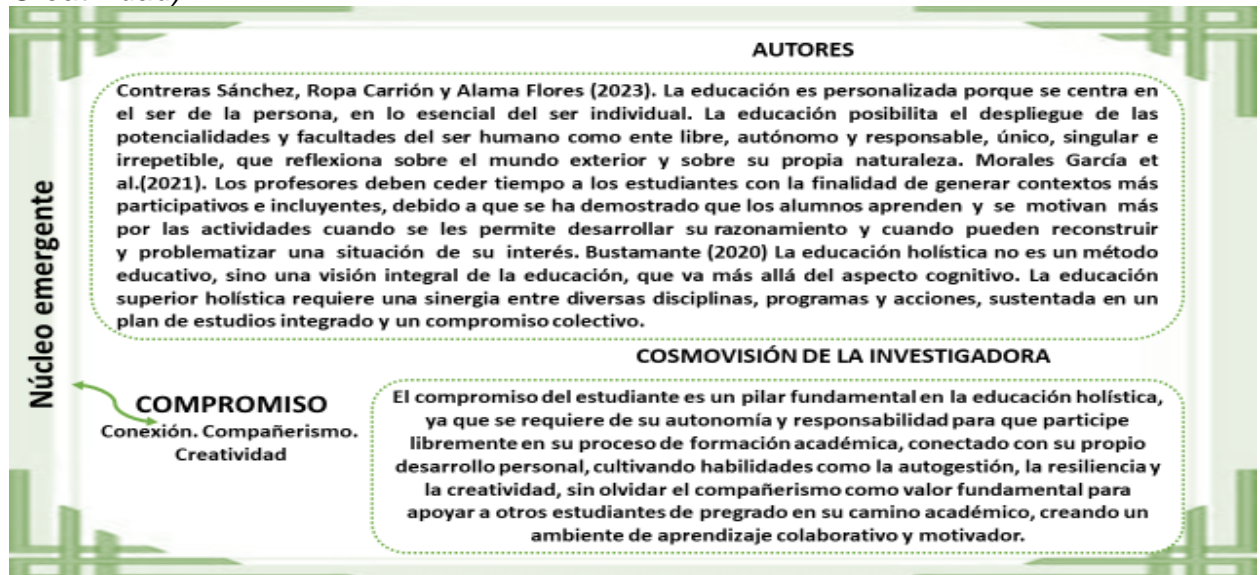 AUTORES
Contreras Sánchez, Ropa Carrión y Alama Flores (2023). La educación es personalizada porque se centra en
el ser de la persona, en lo esencial del ser individual. La educación posibilita el despliegue de las
potencialidades y facultades del ser humano como ente libre, autónomo y responsable, único, singular e
irrepetible, que reflexiona sobre el mundo exterior y sobre su propia naturaleza. Morales García et
al.(2021). Los profesores deben ceder tiempo a los estudiantes con la finalidad de generar contextos más
participativos e incluyentes, debido a que se ha demostrado que los alumnos aprenden y se motivan más
por las actividades cuando se les permite desarrollar su razonamiento y cuando pueden reconstruir
y problematizar una situación de su interés. Bustamante (2020) La educación holística no es un método
educativo, sino una visión integral de la educación, que va más allá del aspecto cognitivo. La educación
superior holística requiere una sinergia entre diversas disciplinas, programas y acciones, sustentada en un
plan de estudios integrado y un compromiso colectivo.
Núcleo emergente
COMPROMISO
Conexión. Compañerismo.
Creatividad
COSMOVISIÓN DE LA INVESTIGADORA
El compromiso del estudiante es un pilar fundamental en la educación holística,
ya que se requiere de su autonomía y responsabilidad para que participe
libremente en su proceso de formación académica, conectado con su propio
desarrollo personal, cultivando habilidades como la autogestión, la resiliencia y
la creatividad, sin olvidar el compañerismo como valor fundamental para
apoyar a otros estudiantes de pregrado en su camino académico, creando un
ambiente de aprendizaje colaborativo y motivador.